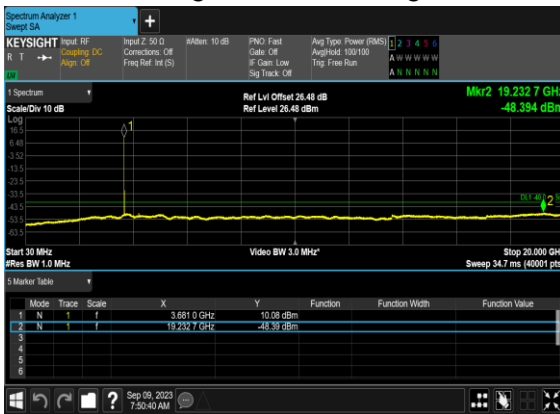 Spectrum Analyzer 1
Swept SA
KEYSIGHT
R T
LV
Input: RF
Coupling: DC
Align: Off
Input Z: 50 Ω
Corrections: Off
Freq Ref: Int (S)
#Atten: 10 dB
PNO: Fast
Gate: Off
IF Gain: Low
Sig Track: Off
Avg Type: Power (RMS)
Avg|Hold: 100/100
Trig: Free Run
1 2 3 4 5 6
A W W W W W
A N N N N N
1 Spectrum
Scale/Div 10 dB
Ref Lvl Offset 26.48 dB
Ref Level 26.48 dBm
Mkr2 19.232 7 GHz
-48.394 dBm
Log
16.5
6.48
-3.52
-13.5
-23.5
-33.5
-43.5
-53.5
-63.5
1
2
Start 30 MHz
#Res BW 1.0 MHz
Video BW 3.0 MHz*
Stop 20.000 GHz
Sweep 34.7 ms (40001 pts)
5 Marker Table
Mode Trace Scale X Y Function Function Width Function Value
1 N 1 f 3.681 0 GHz 10.08 dBm
2 N 1 f 19.232 7 GHz -48.39 dBm
3
4
5
6
?
Sep 09, 2023
7:50:40 AM